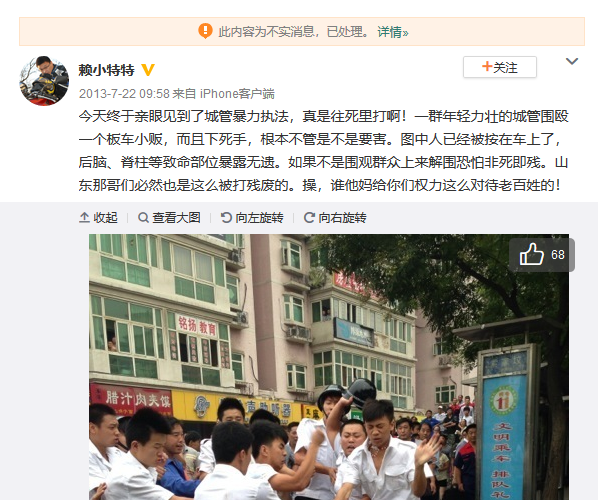 此内容为不实消息，已处理。 详情»
赖小特特
+关注
2013-7-22 09:58 来自 iPhone客户端
今天终于亲眼见到了城管暴力执法，真是往死里打啊！一群年轻力壮的城管围殴
一个板车小贩，而且下死手，根本不管是不是要害。图中人已经被按在车上了，
后脑、脊柱等致命部位暴露无遗。如果不是围观群众上来解围恐怕非死即残。山
东那哥们必然也是这么被打残废的。操，谁他妈给你们权力这么对待老百姓的！
收起 查看大图 向左旋转 向右旋转
68
铭扬教育
腊汁肉夹馍
11
文明乘车 排队礼